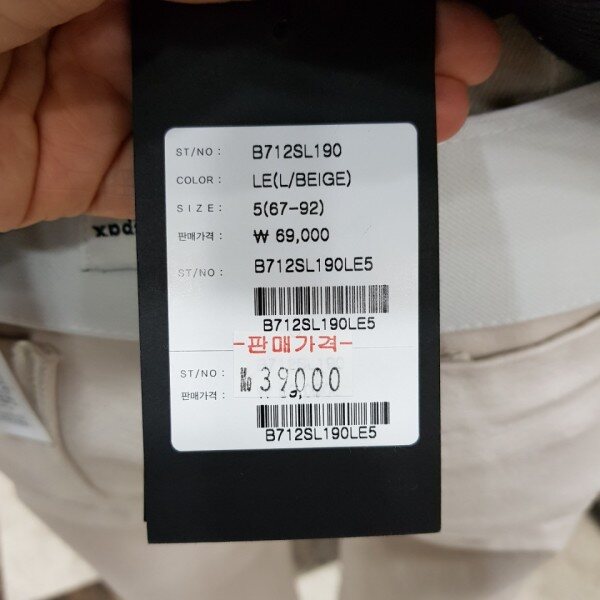 ST/NO : B712SL190
COLOR : LE(L/BEIGE)
SIZE : 5(67-92)
판매가격 : ₩ 69,000
ST/NO : B712SL190LE5
B712SL190LE5
-판매가격-
ST/NO :
39000
판매가격 :
B712SL190LE5